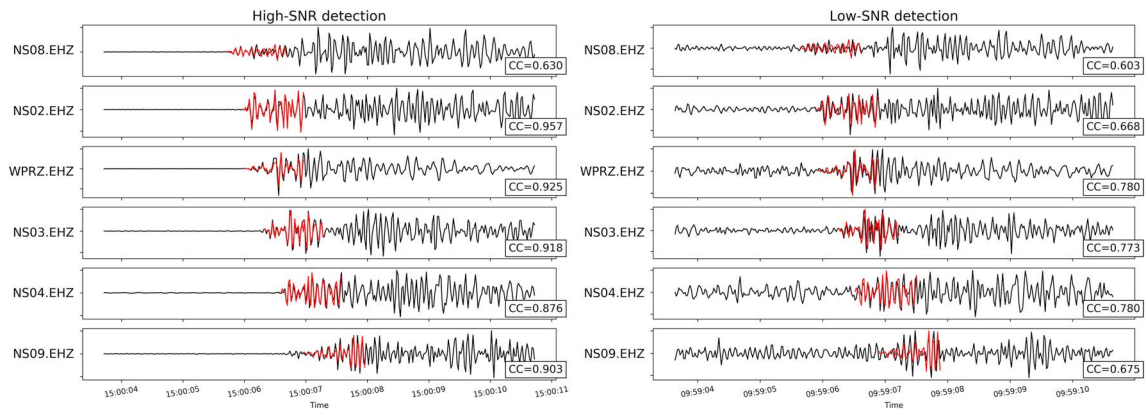 High-SNR detection
NS08.EHZ
CC=0.630
NS02.EHZ
CC=0.957
WPRZ.EHZ
CC=0.925
NS03.EHZ
CC=0.918
NS04.EHZ
CC=0.876
NS09.EHZ
CC=0.903
15:00:04 15:00:05 15:00:06 15:00:07 15:00:08 15:00:09 15:00:10 15:00:11
Time
Low-SNR detection
NS08.EHZ
CC=0.603
NS02.EHZ
CC=0.668
WPRZ.EHZ
CC=0.780
NS03.EHZ
CC=0.773
NS04.EHZ
CC=0.780
NS09.EHZ
CC=0.675
09:59:04 09:59:05 09:59:06 09:59:07 09:59:08 09:59:09 09:59:10
Time